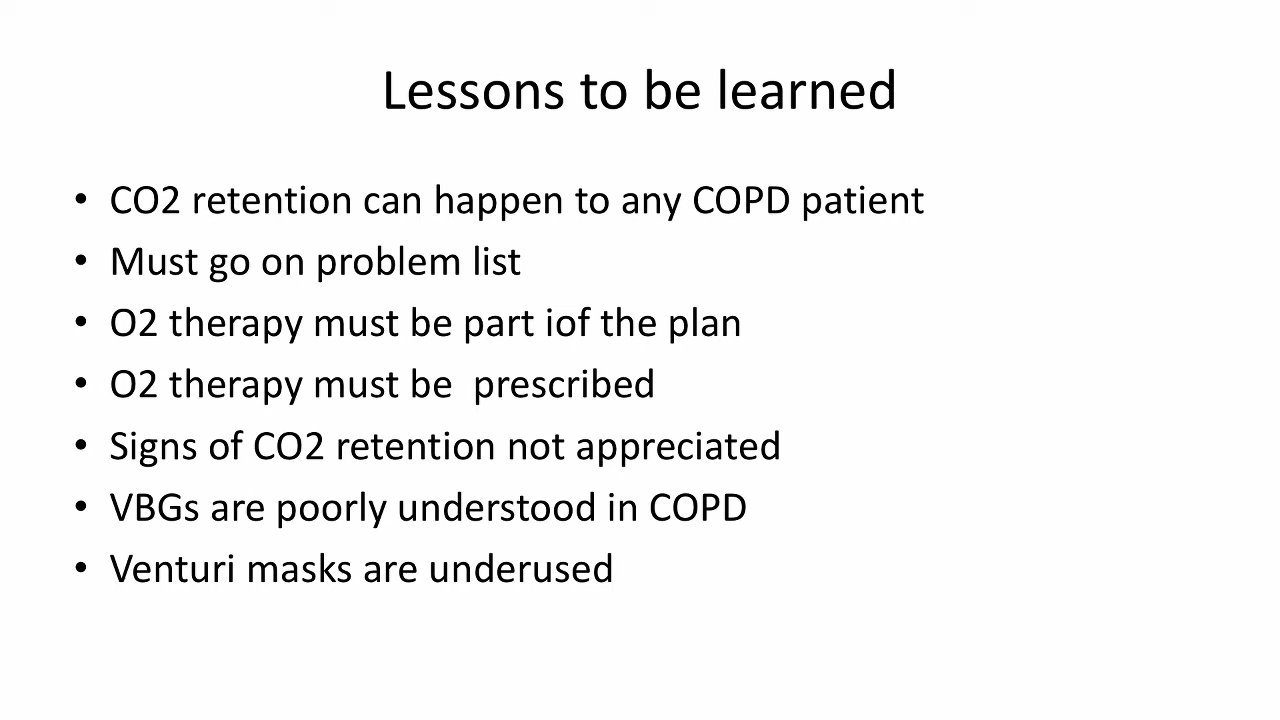 Lessons to be learned
• CO2 retention can happen to any COPD patient
• Must go on problem list
• O2 therapy must be part iof the plan
• O2 therapy must be  prescribed
• Signs of CO2 retention not appreciated
• VBGs are poorly understood in COPD
• Venturi masks are underused